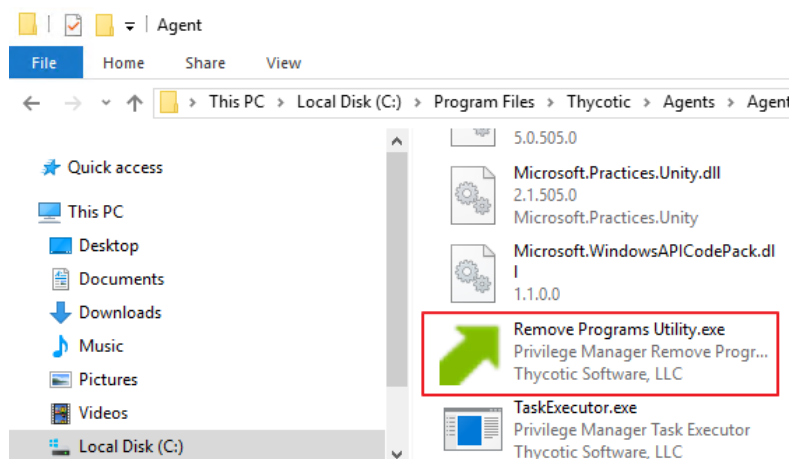 Agent
File Home Share View
This PC > Local Disk (C:) > Program Files > Thycotic > Agents > Agent
Quick access
This PC
Desktop
Documents
Downloads
Music
Pictures
Videos
Local Disk (C:)
5.0.505.0
Microsoft.Practices.Unity.dll
2.1.505.0
Microsoft.Practices.Unity
Microsoft.WindowsAPICodePack.dl
l
1.1.0.0
Remove Programs Utility.exe
Privilege Manager Remove Progr...
Thycotic Software, LLC
TaskExecutor.exe
Privilege Manager Task Executor
Thycotic Software, LLC